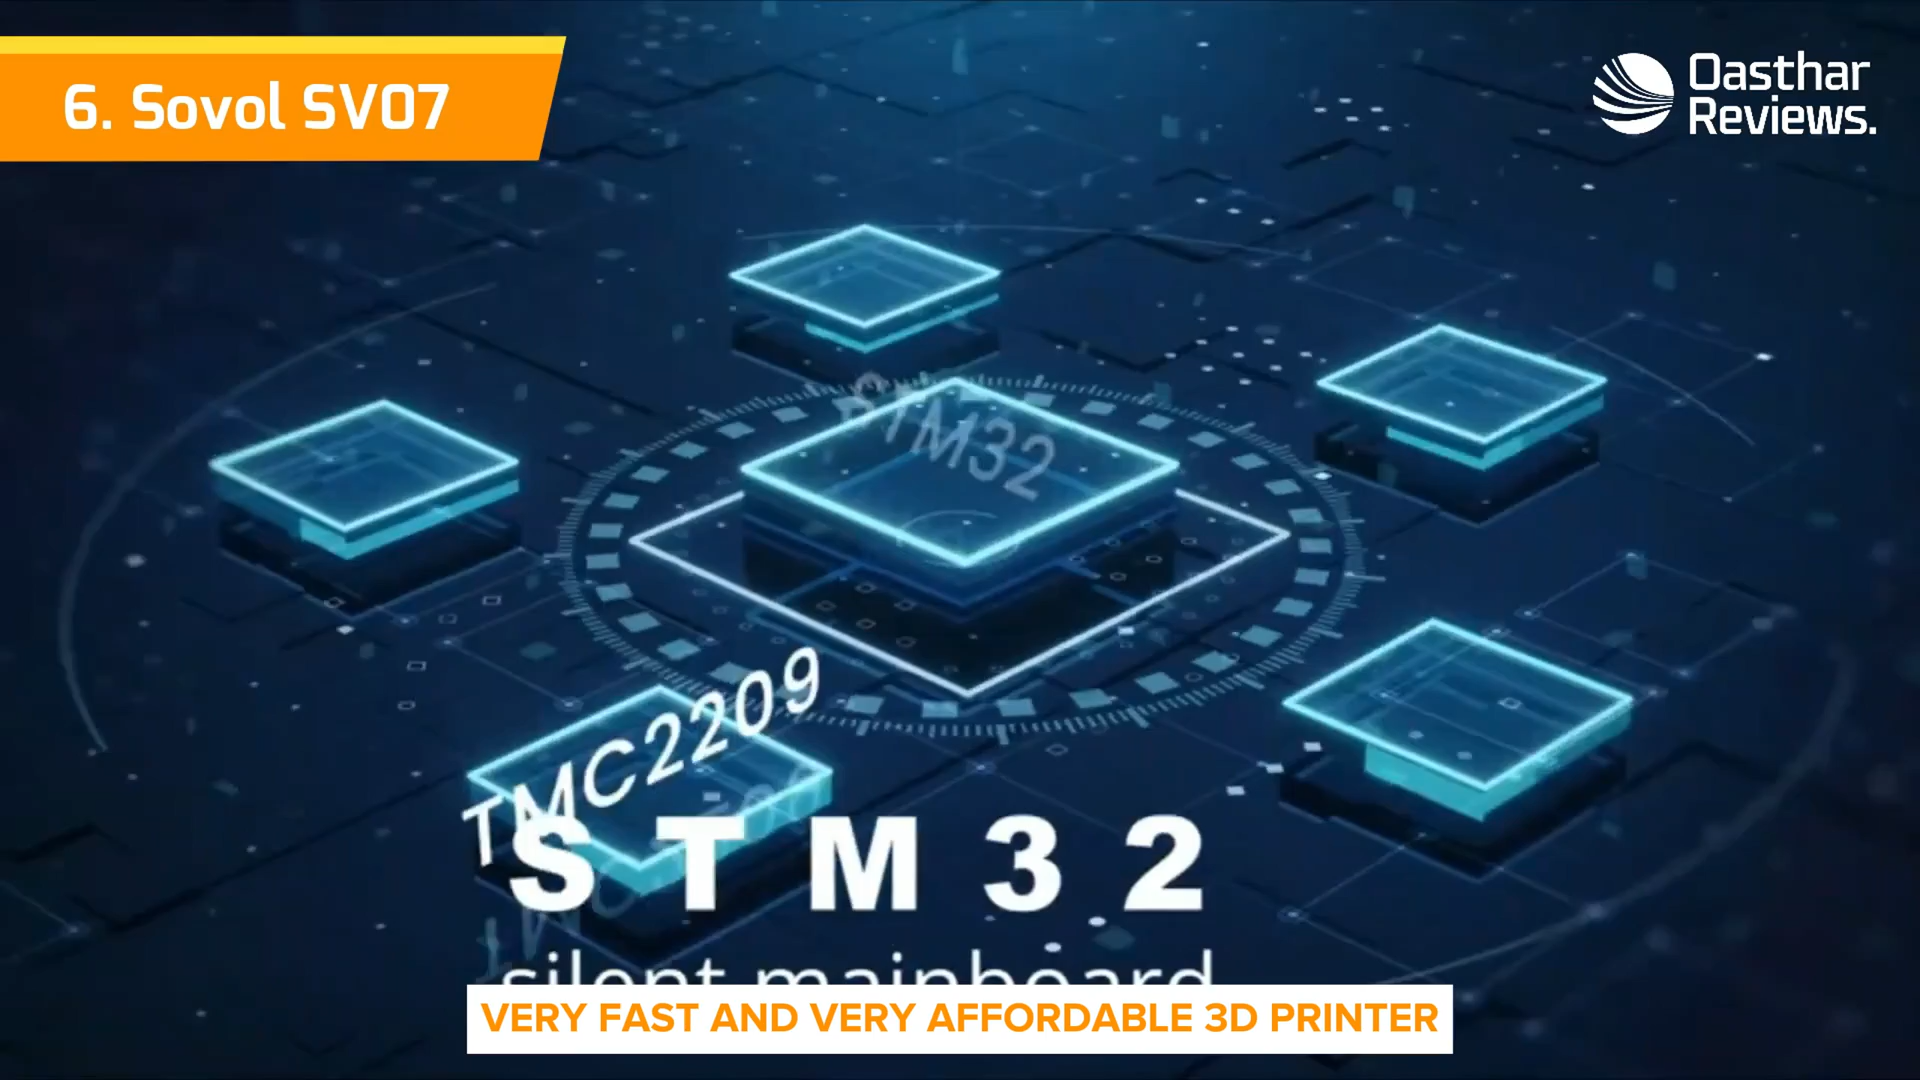 6. Sovol SV07
Oasthar
Reviews.
STM32
TMC2209
STM32
silent mainboard
VERY FAST AND VERY AFFORDABLE 3D PRINTER